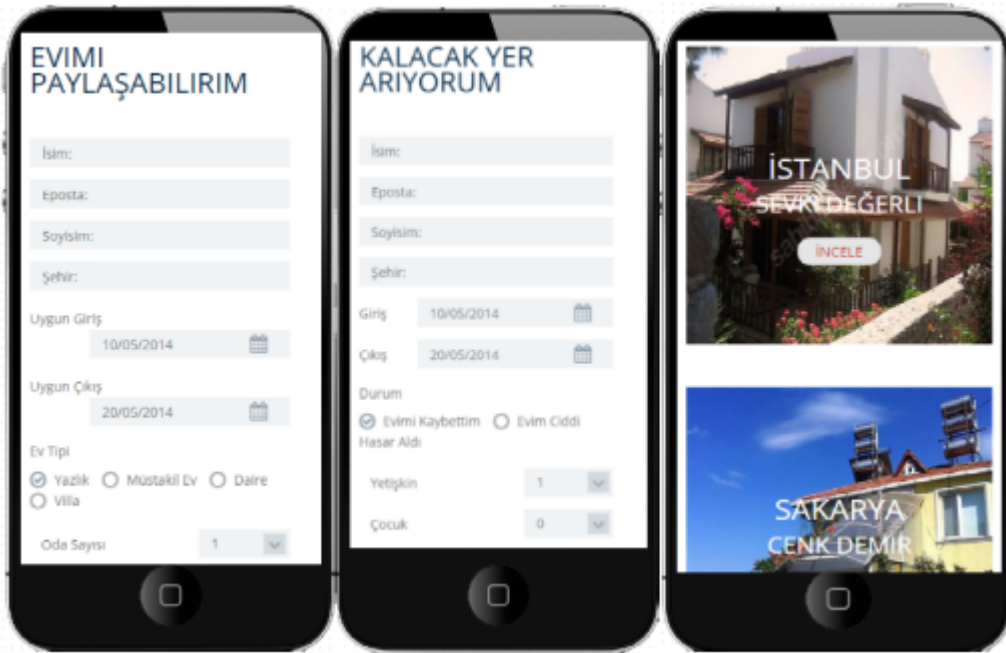 EVIMI
PAYLAŞABILIRIM
İsim:
Eposta:
Soyisim:
Şehir:
Uygun Giriş
10/05/2014
Uygun Çıkış
20/05/2014
Ev Tipi
Yazlık Müstakil Ev Daire
Villa
Oda Sayısı 1
KALACAK YER
ARIYORUM
İsim:
Eposta:
Soyisim:
Şehir:
Giriş 10/05/2014
Çıkış 20/05/2014
Durum
Evimi Kaybettim Evim Ciddi
Hasar Aldı
Yetişkin 1
Çocuk 0
İSTANBUL
SEVKİ DEĞERLI
İNCELE
SAKARYA
CENK DEMİR